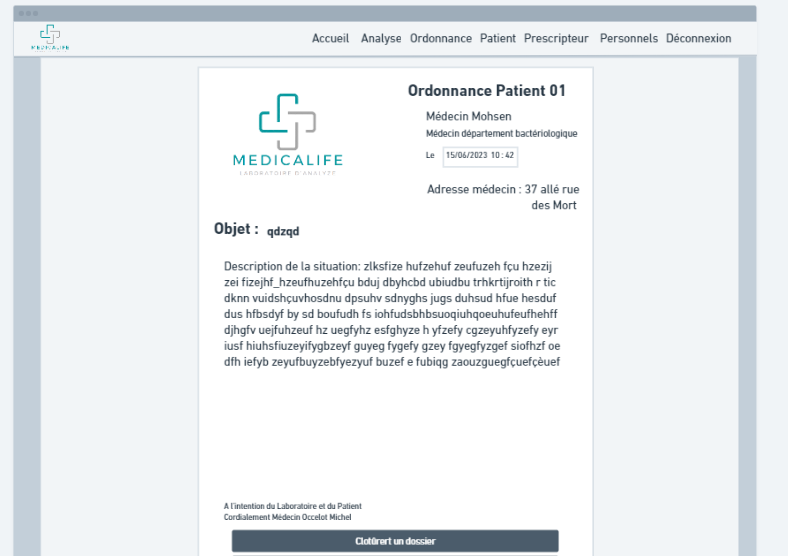 MEDICALIFE
Accueil Analyse Ordonnance Patient Prescripteur Personnels Déconnexion
Ordonnance Patient 01
Médecin Mohsen
Médecin département bactériologique
Le 15/06/2023 10 : 42
MEDICALIFE
LABORATOIRE D'ANALYZE
Adresse médecin : 37 allé rue
des Mort
Objet : qdzqd
Description de la situation: zlksfize hufzehuf zeufuzeh fçu hzezij
zei fizejhf_hzeufhuzehfçu bduj dbyhcbd ubiudbu trhkrtijroith r tic
dknn vuidshçuvhosdnu dpsuhv sdnyghs jugs duhsud hfue hesduf
dus hfbsdyf by sd boufudh fs iohfudsbhbsuoqiuhqoeuhufeufhehff
djhgfv uejfuhzeuf hz uegfyhz esfghyze h yfzefy cgzeyuhfyzefy eyr
iusf hiuhsfiuzeyifygbzeyf guyeg fygefy gzey fgyegfyzgef siofhzf oe
dfh iefyb zeyufbuyzebfyezyuf buzef e fubiqg zaouzguegfçuefçèuef
A l'intention du Laboratoire et du Patient
Cordialement Médecin Occelot Michel
Clotûrert un dossier